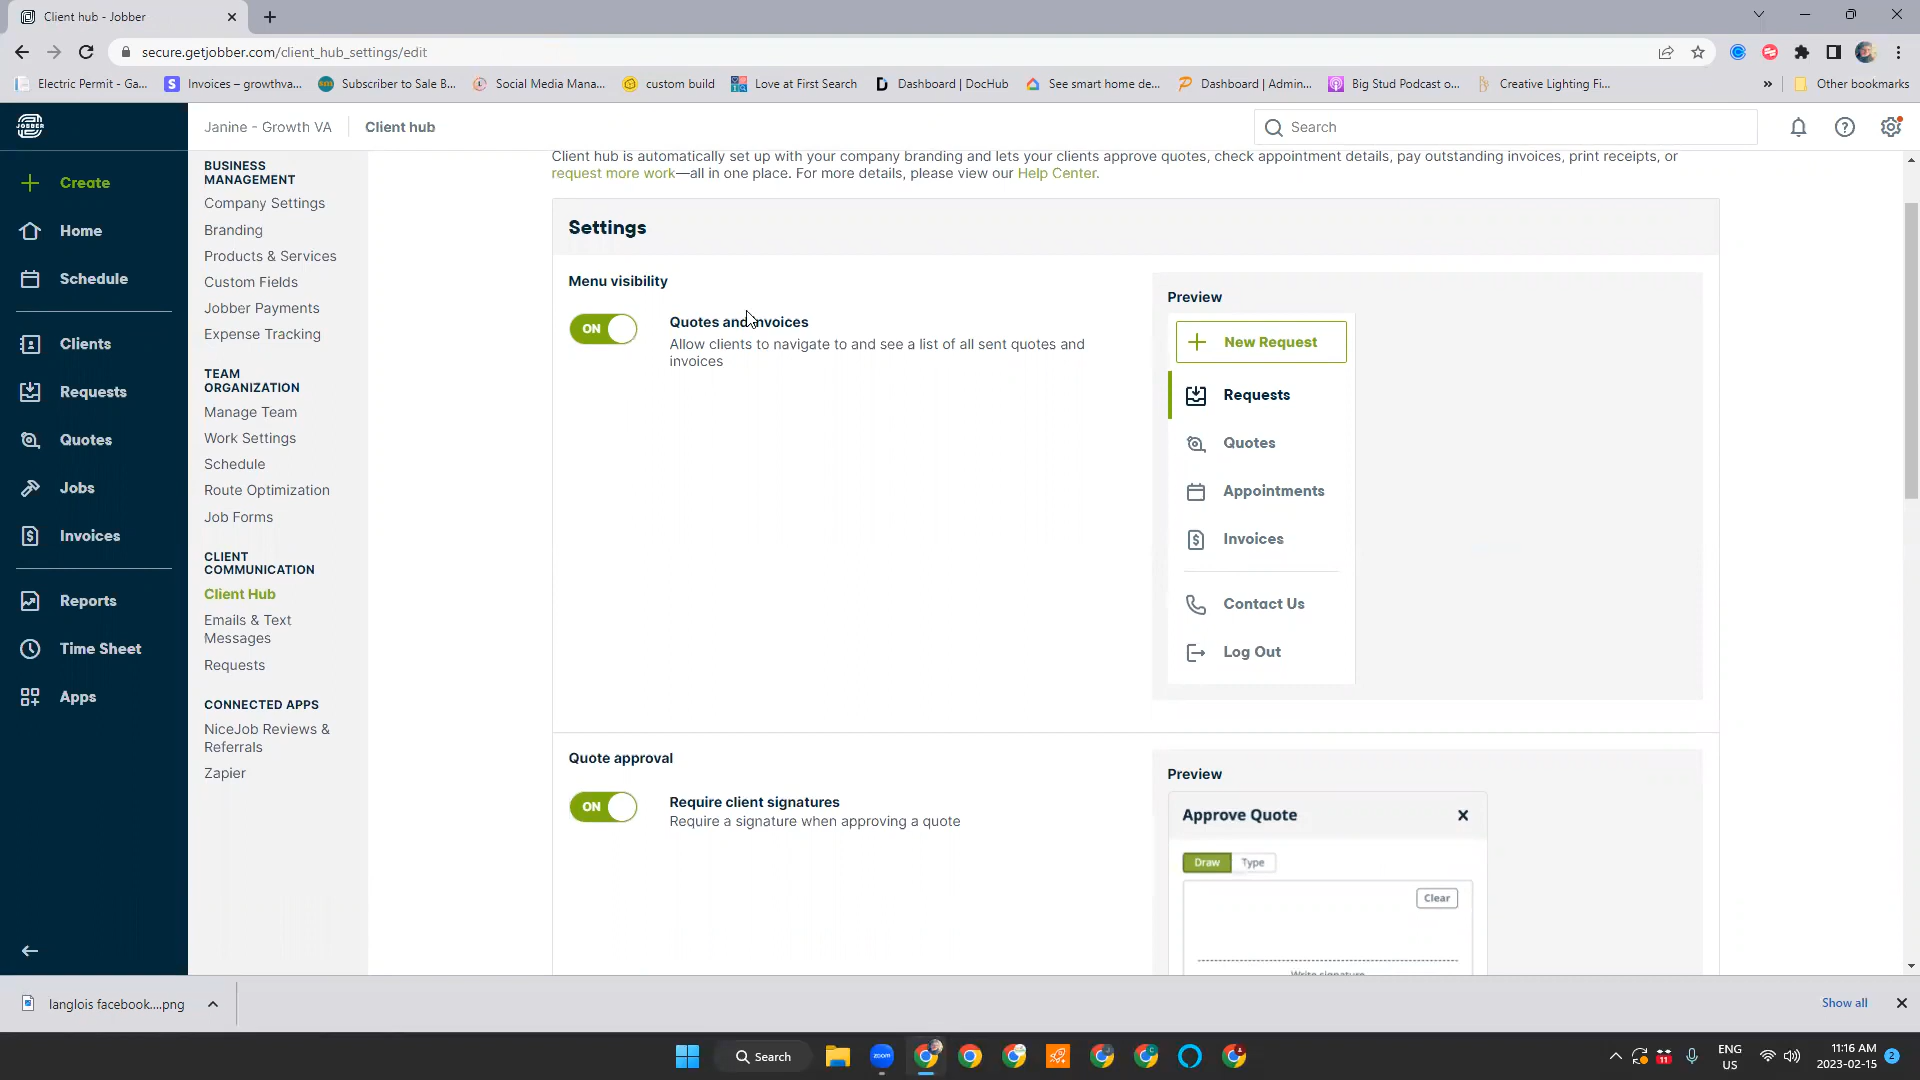 Client hub - Jobber
secure.getjobber.com/client_hub_settings/edit
Electric Permit - Ga...
Invoices – growthva...
Subscriber to Sale B...
Social Media Mana...
custom build
Love at First Search
Dashboard | DocHub
See smart home de...
Dashboard | Admin...
Big Stud Podcast o...
Creative Lighting Fi...
»
Other bookmarks
JOBBER
Janine - Growth VA
Client hub
Search
Create
Home
Schedule
Clients
Requests
Quotes
Jobs
Invoices
Reports
Time Sheet
Apps
BUSINESS
MANAGEMENT
Company Settings
Branding
Products & Services
Custom Fields
Jobber Payments
Expense Tracking
TEAM
ORGANIZATION
Manage Team
Work Settings
Schedule
Route Optimization
Job Forms
CLIENT
COMMUNICATION
Client Hub
Emails & Text
Messages
Requests
CONNECTED APPS
NiceJob Reviews &
Referrals
Zapier
Client hub is automatically set up with your company branding and lets your clients approve quotes, check appointment details, pay outstanding invoices, print receipts, or
request more work—all in one place. For more details, please view our Help Center.
Settings
Menu visibility
ON
Quotes and invoices
Allow clients to navigate to and see a list of all sent quotes and
invoices
Preview
New Request
Requests
Quotes
Appointments
Invoices
Contact Us
Log Out
Quote approval
ON
Require client signatures
Require a signature when approving a quote
Preview
Approve Quote
Draw
Type
Clear
Write signature
langlois facebook....png
Show all
Search
zoom
11
ENG
US
11:16 AM
2023-02-15
2